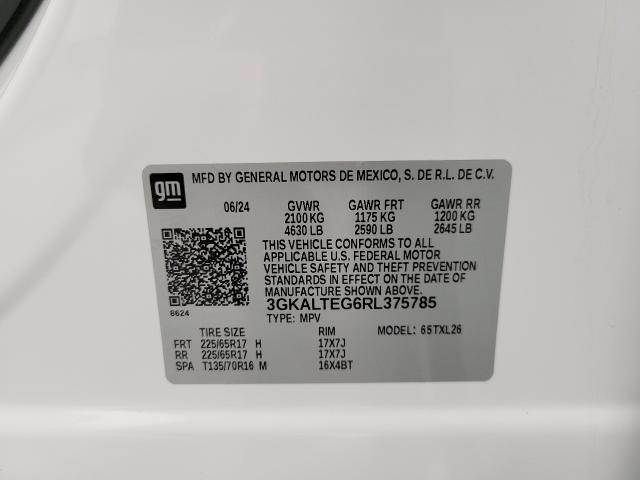 gm MFD BY GENERAL MOTORS DE MEXICO, S. DE R.L. DE C.V.
06/24 GVWR GAWR FRT GAWR RR
2100 KG 1175 KG 1200 KG
4630 LB 2590 LB 2645 LB
THIS VEHICLE CONFORMS TO ALL
APPLICABLE U.S. FEDERAL MOTOR
VEHICLE SAFETY AND THEFT PREVENTION
STANDARDS IN EFFECT ON THE DATE OF
MANUFACTURE SHOWN ABOVE.
3GKALTEG6RL375785
8624 TYPE: MPV
TIRE SIZE RIM MODEL: 65TXL26
FRT 225/65R17 H 17X7J
RR 225/65R17 H 17X7J
SPA T135/70R16 M 16X4BT